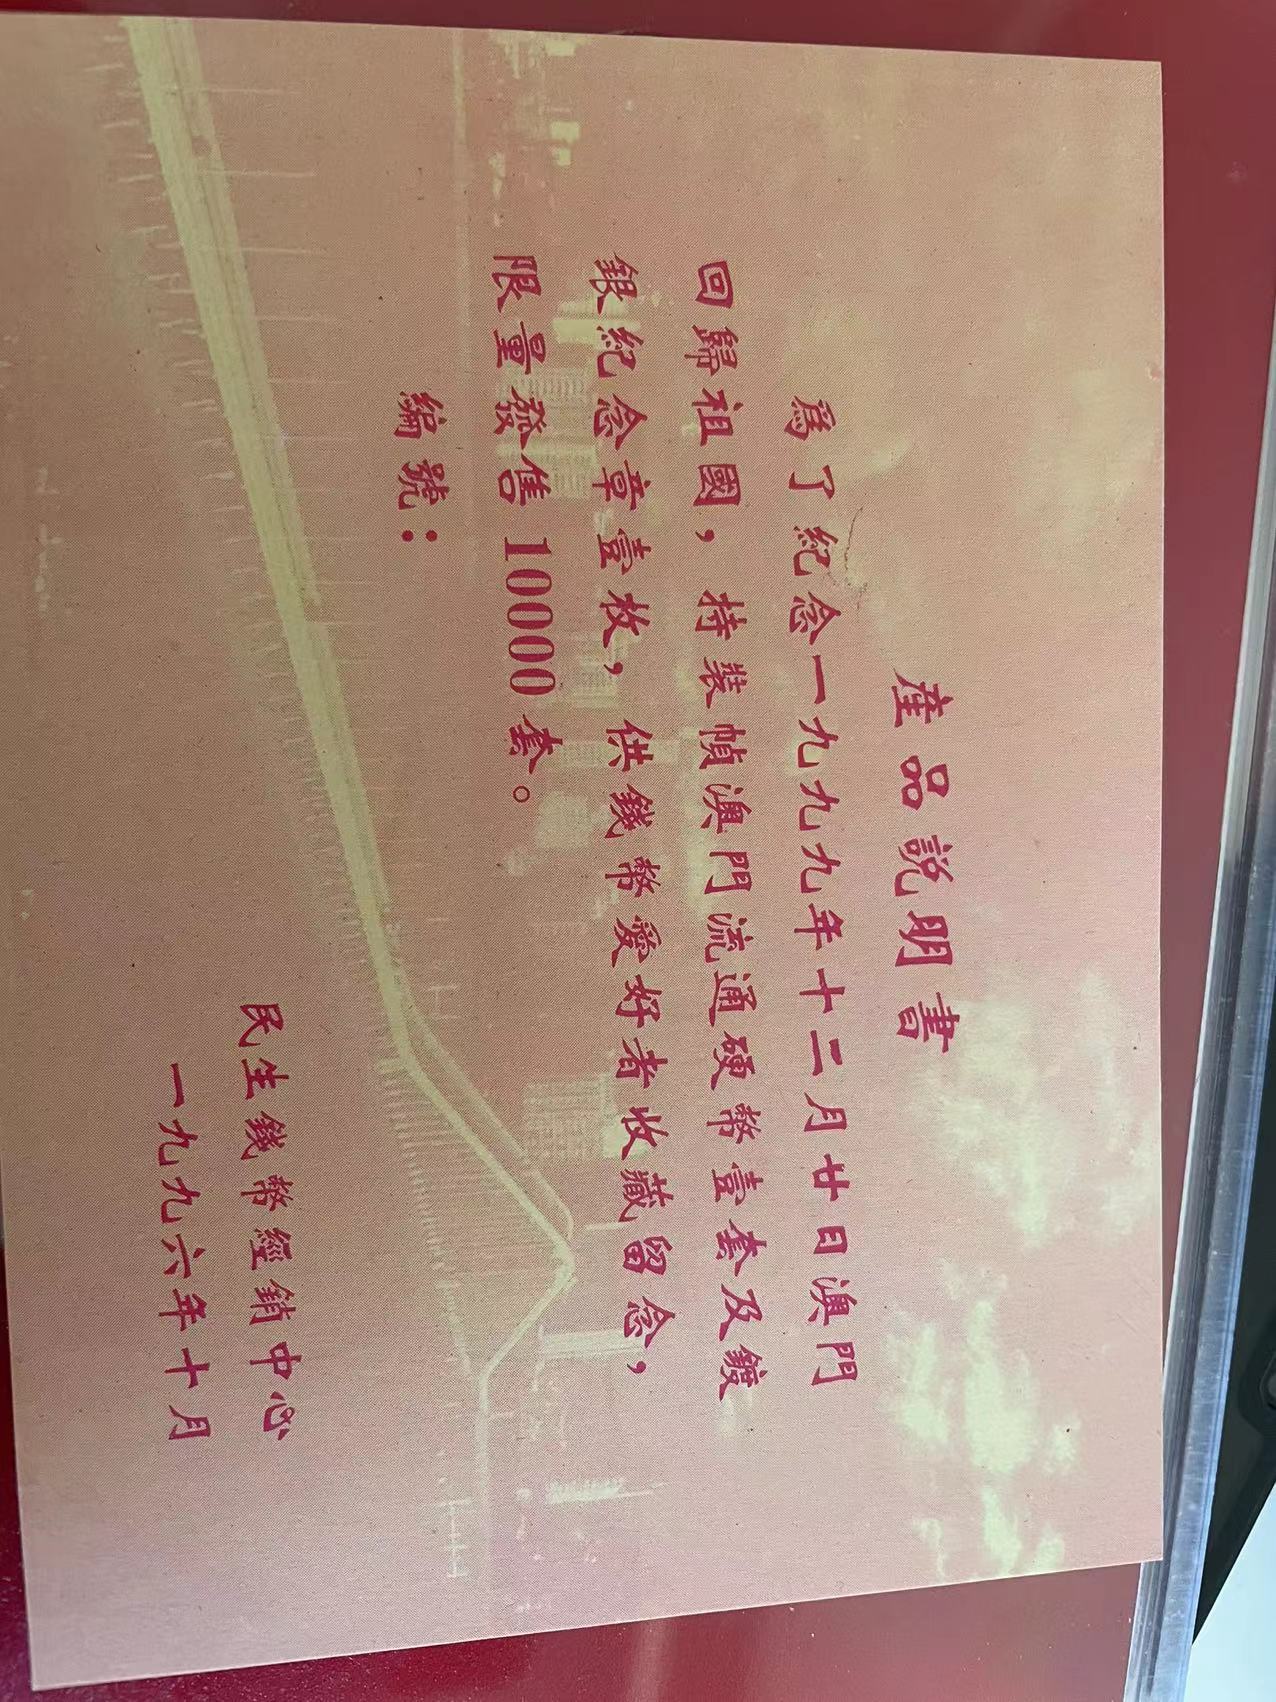 產品說明書
爲了紀念一九九九年十二月廿日澳門
回歸祖國，持裝幀澳門流通硬幣壹套及鍍
銀紀念章壹枚，供錢幣愛好者收藏留念，
限量發售10000套。
編號：
民生錢幣經銷中心
一九九六年十月